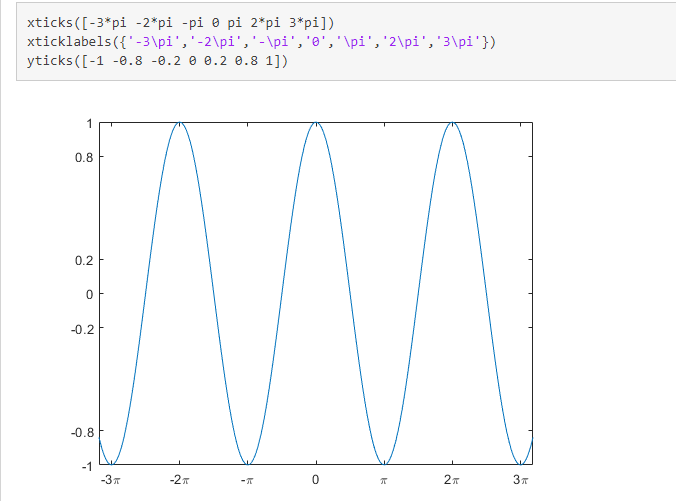 xticks([-3*pi -2*pi -pi 0 pi 2*pi 3*pi])
xticklabels({'-3\pi','-2\pi','-\pi','0','\pi','2\pi','3\pi'})
yticks([-1 -0.8 -0.2 0 0.2 0.8 1])
1
0.8
0.2
0
-0.2
-0.8
-1
-3π -2π -π 0 π 2π 3π